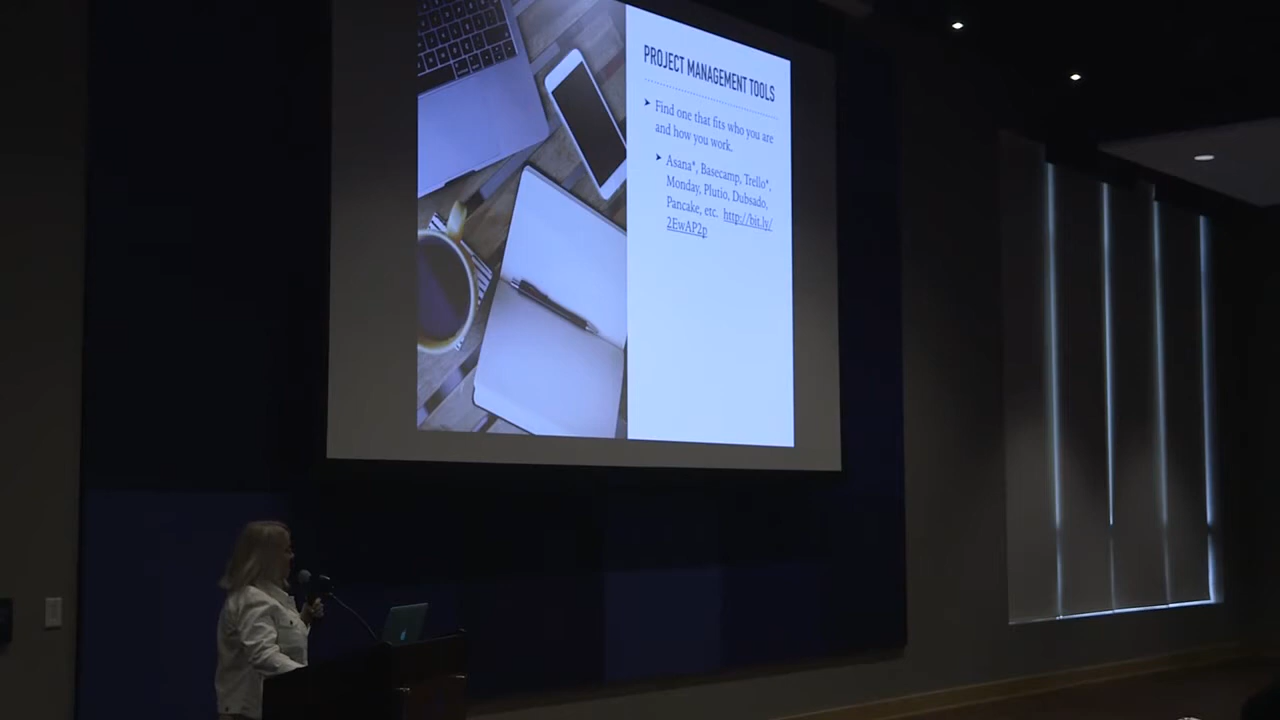 PROJECT MANAGEMENT TOOLS
➤ Find one that fits who you are
and how you work.
➤ Asana*, Basecamp, Trello*,
Monday, Plutio, Dubsado,
Pancake, etc. http://bit.ly/
2EwAP2p